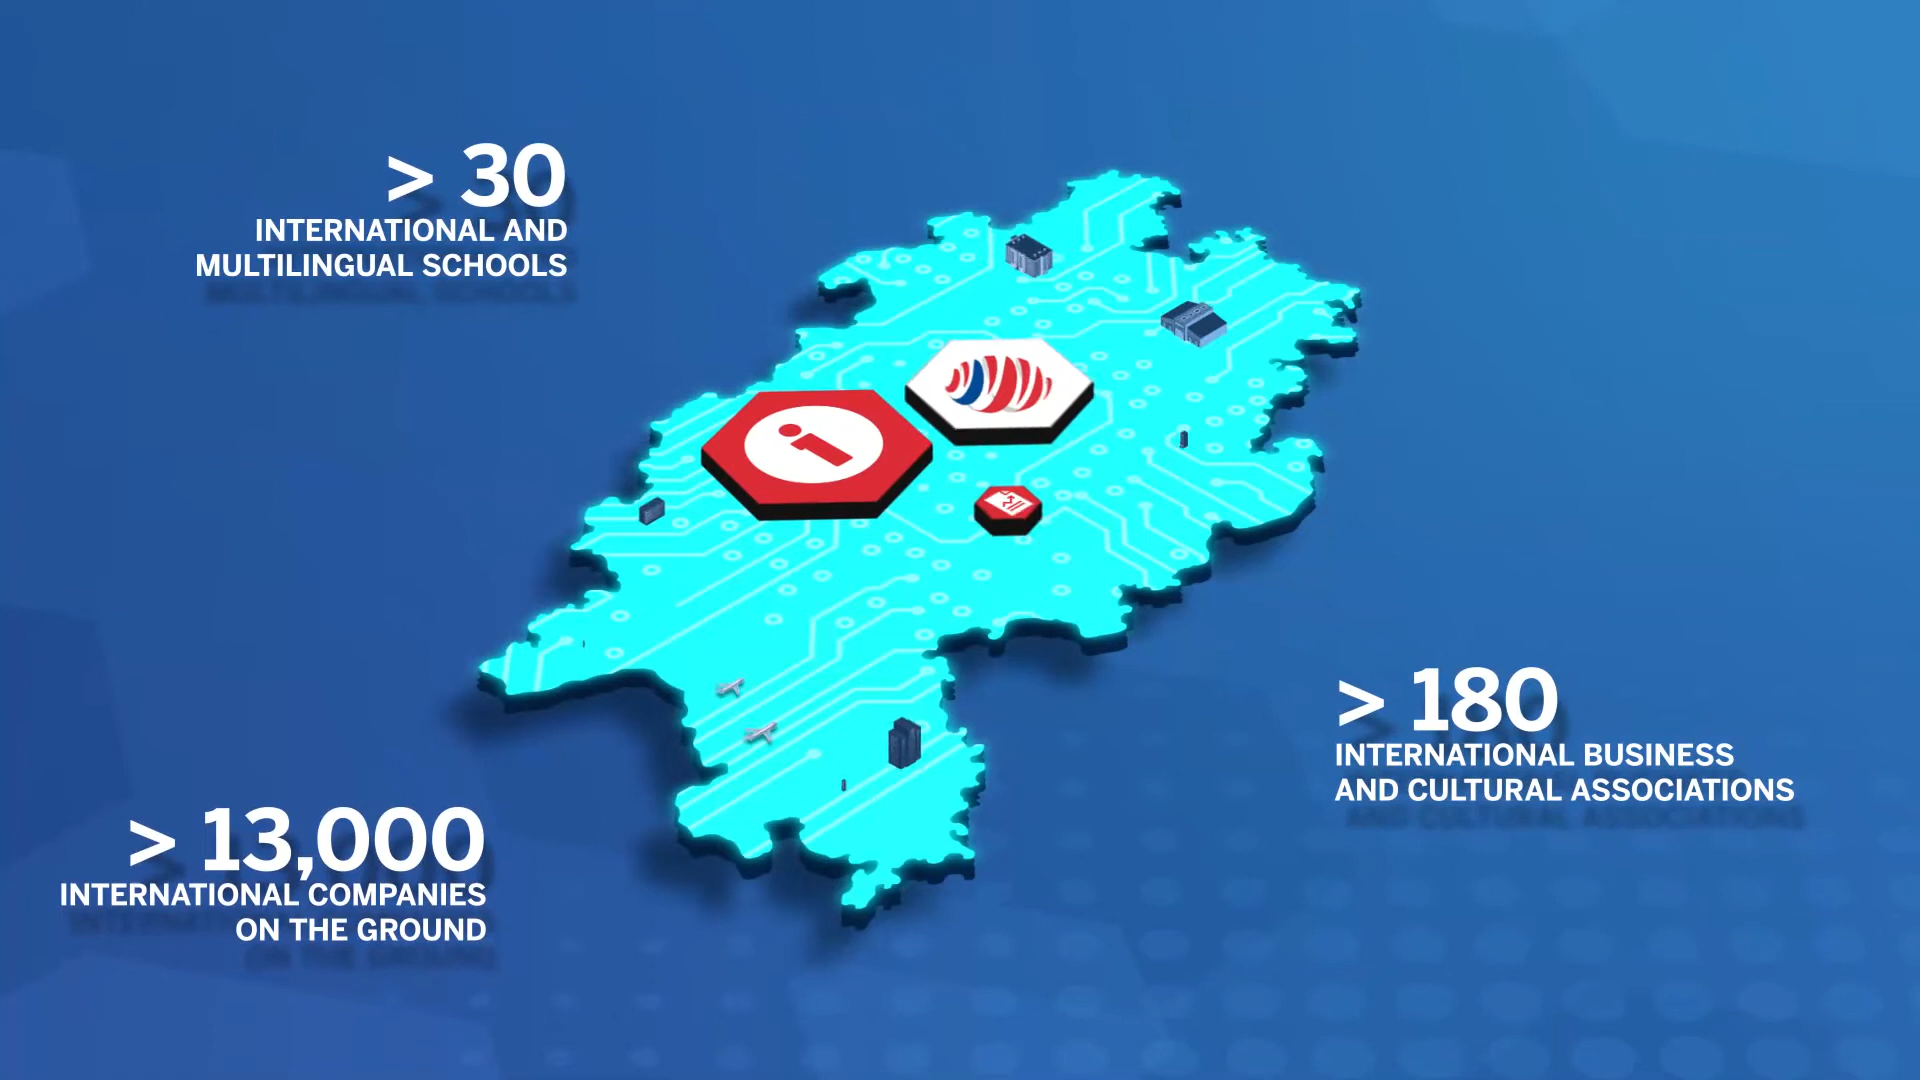 > 30
INTERNATIONAL AND
MULTILINGUAL SCHOOLS
> 180
INTERNATIONAL BUSINESS
AND CULTURAL ASSOCIATIONS
> 13,000
INTERNATIONAL COMPANIES
ON THE GROUND
i